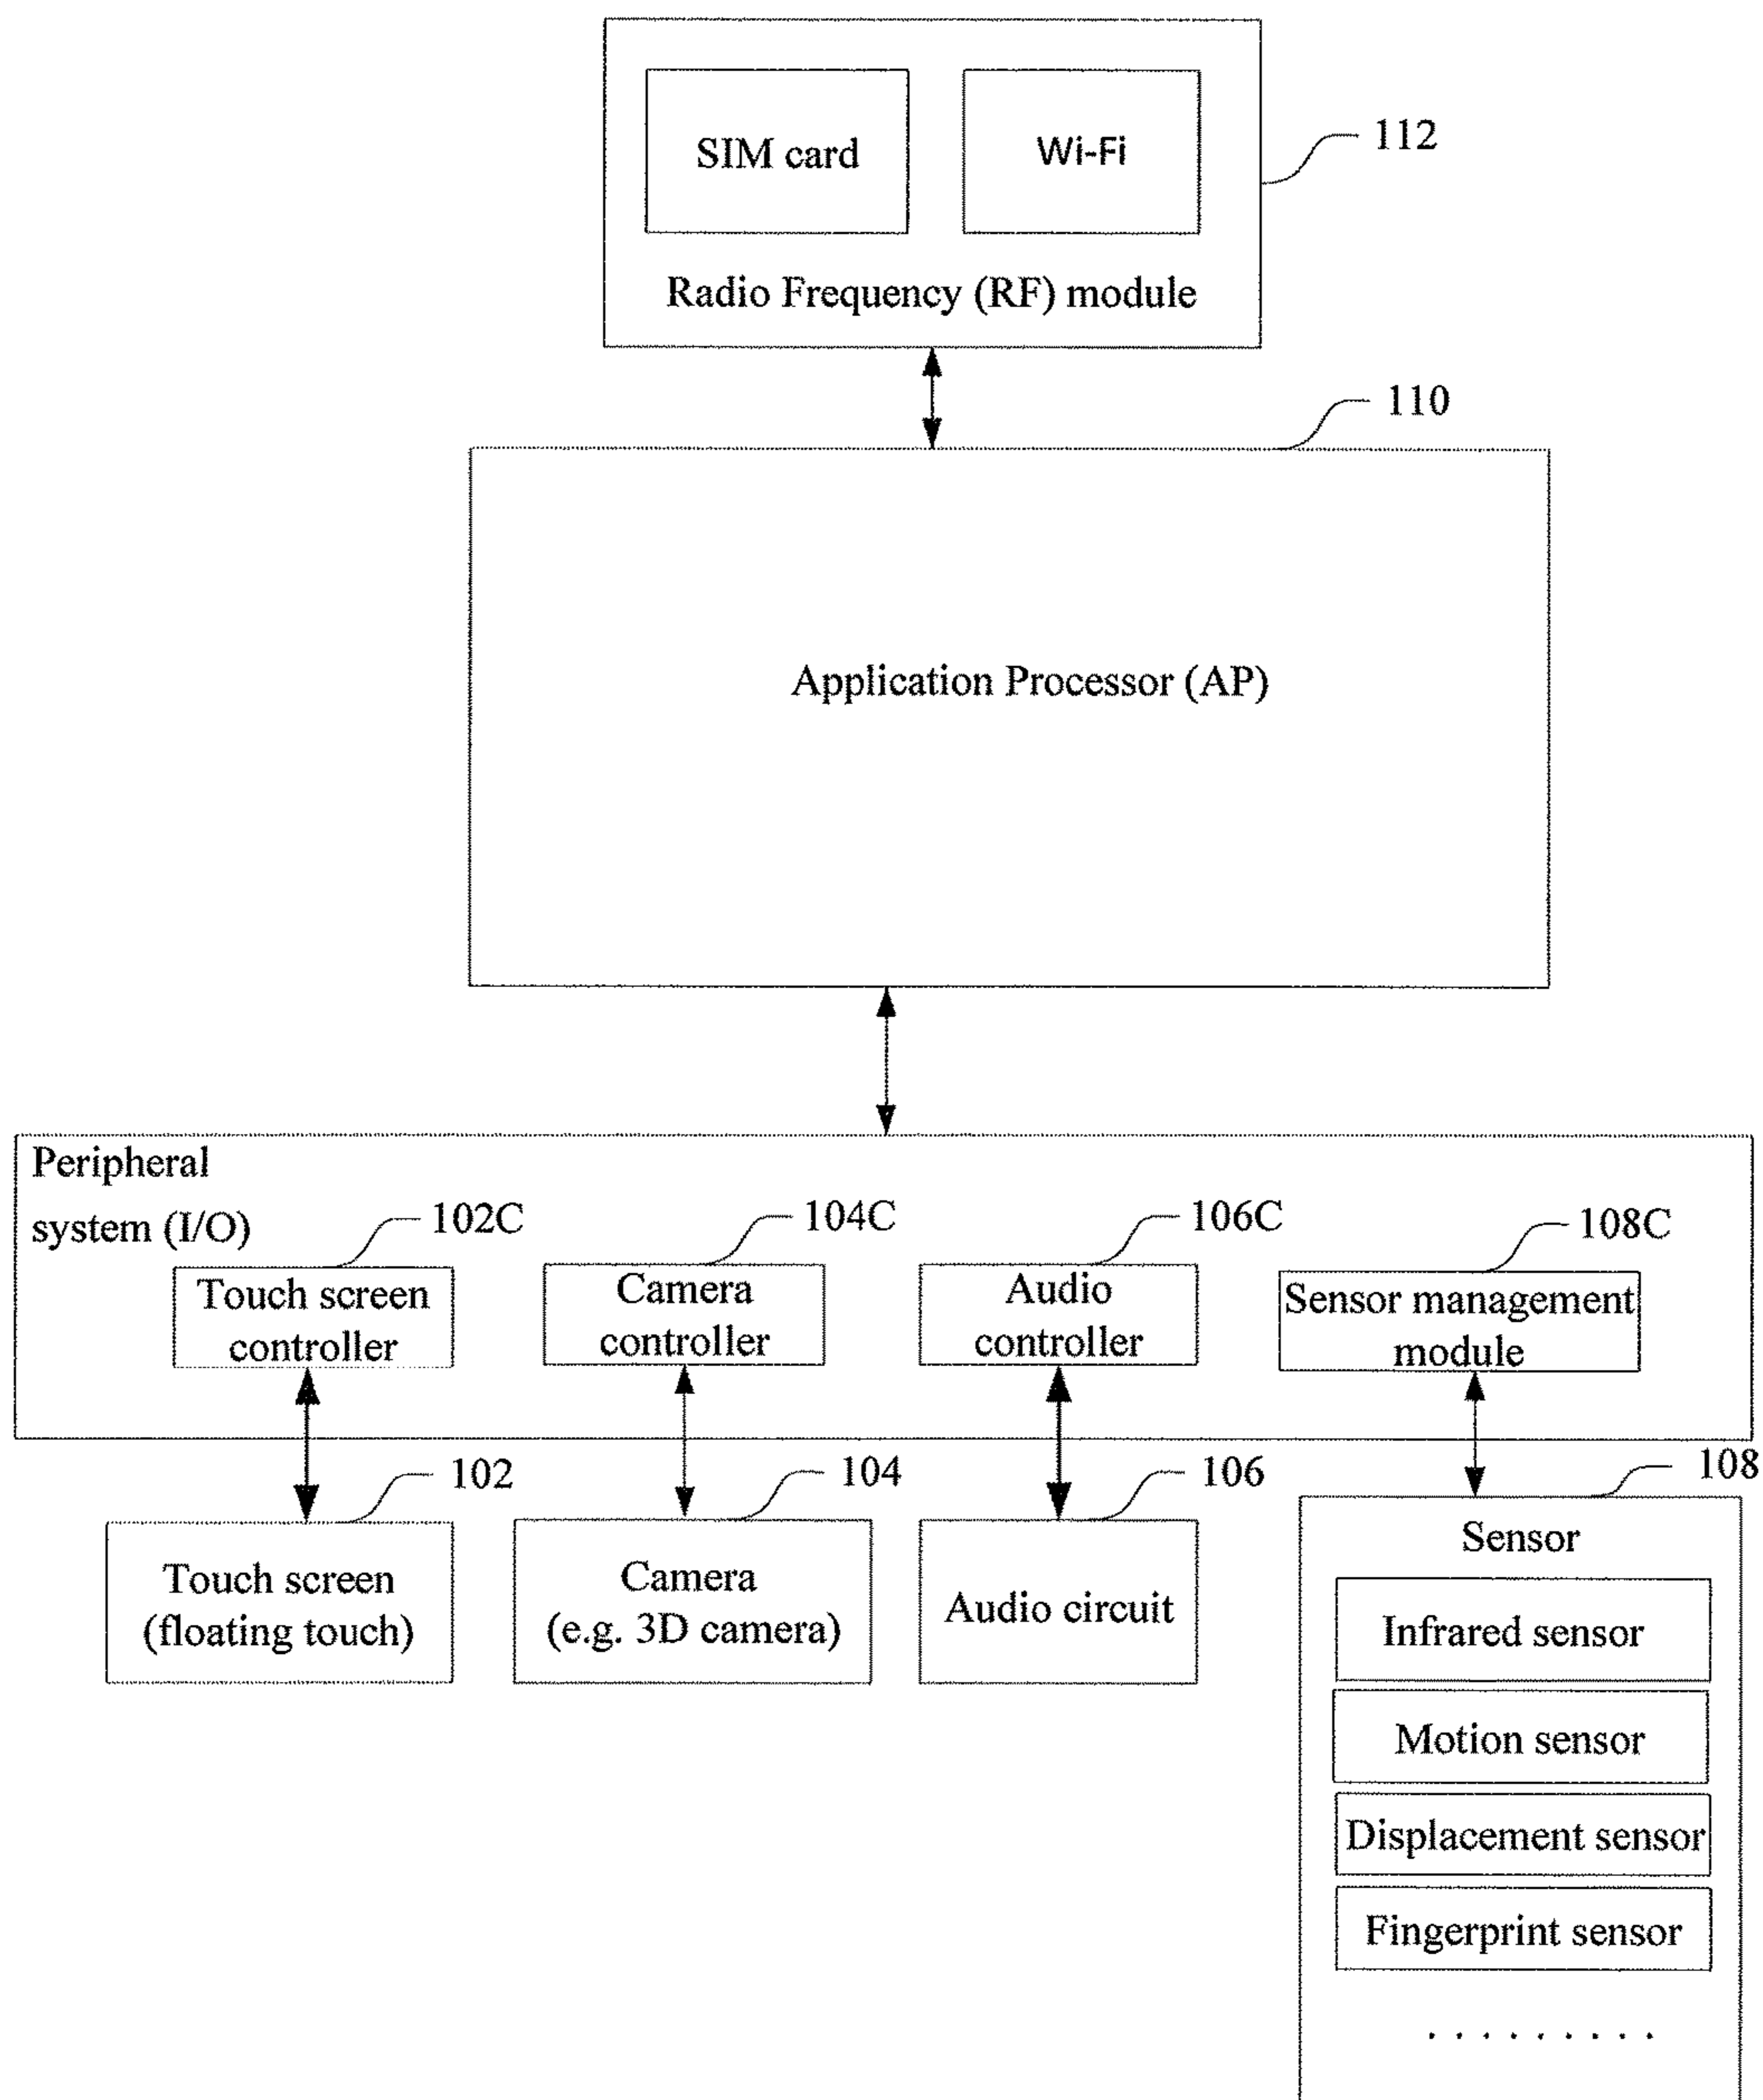 SIM card
Wi-Fi
112
Radio Frequency (RF) module
110
Application Processor (AP)
Peripheral
system (I/O)
102C
104C
106C
108C
Touch screen
controller
Camera
controller
Audio
controller
Sensor management
module
102
104
106
108
Touch screen
(floating touch)
Camera
(e.g. 3D camera)
Audio circuit
Sensor
Infrared sensor
Motion sensor
Displacement sensor
Fingerprint sensor
. . . . . . . . .